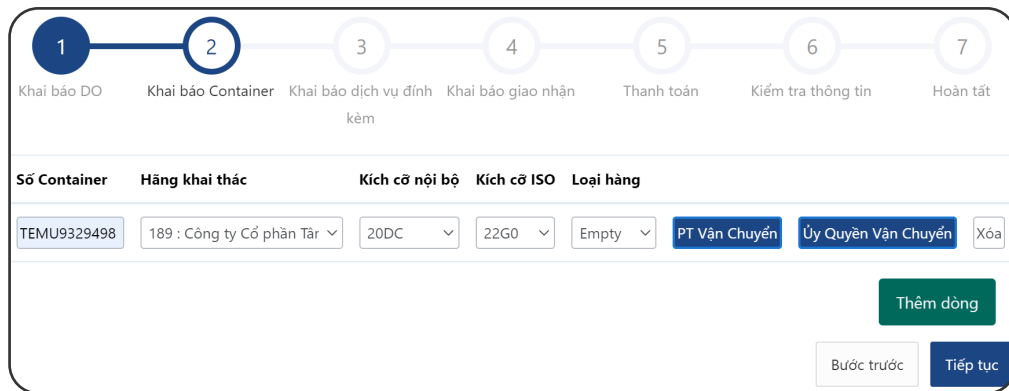 1 2 3 4 5 6 7
Khai báo DO Khai báo Container Khai báo dịch vụ đính kèm Khai báo giao nhận Thanh toán Kiểm tra thông tin Hoàn tất
Số Container Hãng khai thác Kích cỡ nội bộ Kích cỡ ISO Loại hàng
TEMU9329498 189 : Công ty Cổ phần Tân 20DC 22G0 Empty PT Vận Chuyển Ủy Quyền Vận Chuyển Xóa
Thêm dòng
Bước trước Tiếp tục